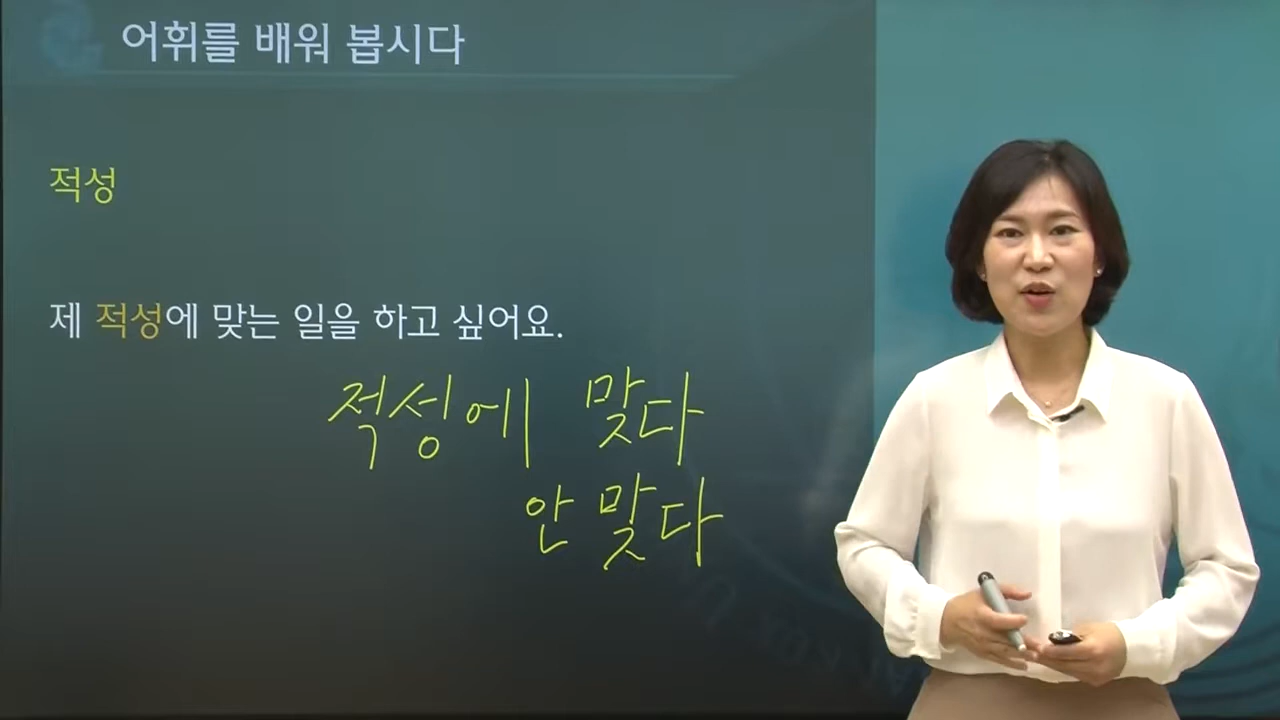 어휘를 배워 봅시다
적성
제 적성에 맞는 일을 하고 싶어요.
적성에 맞다
안 맞다